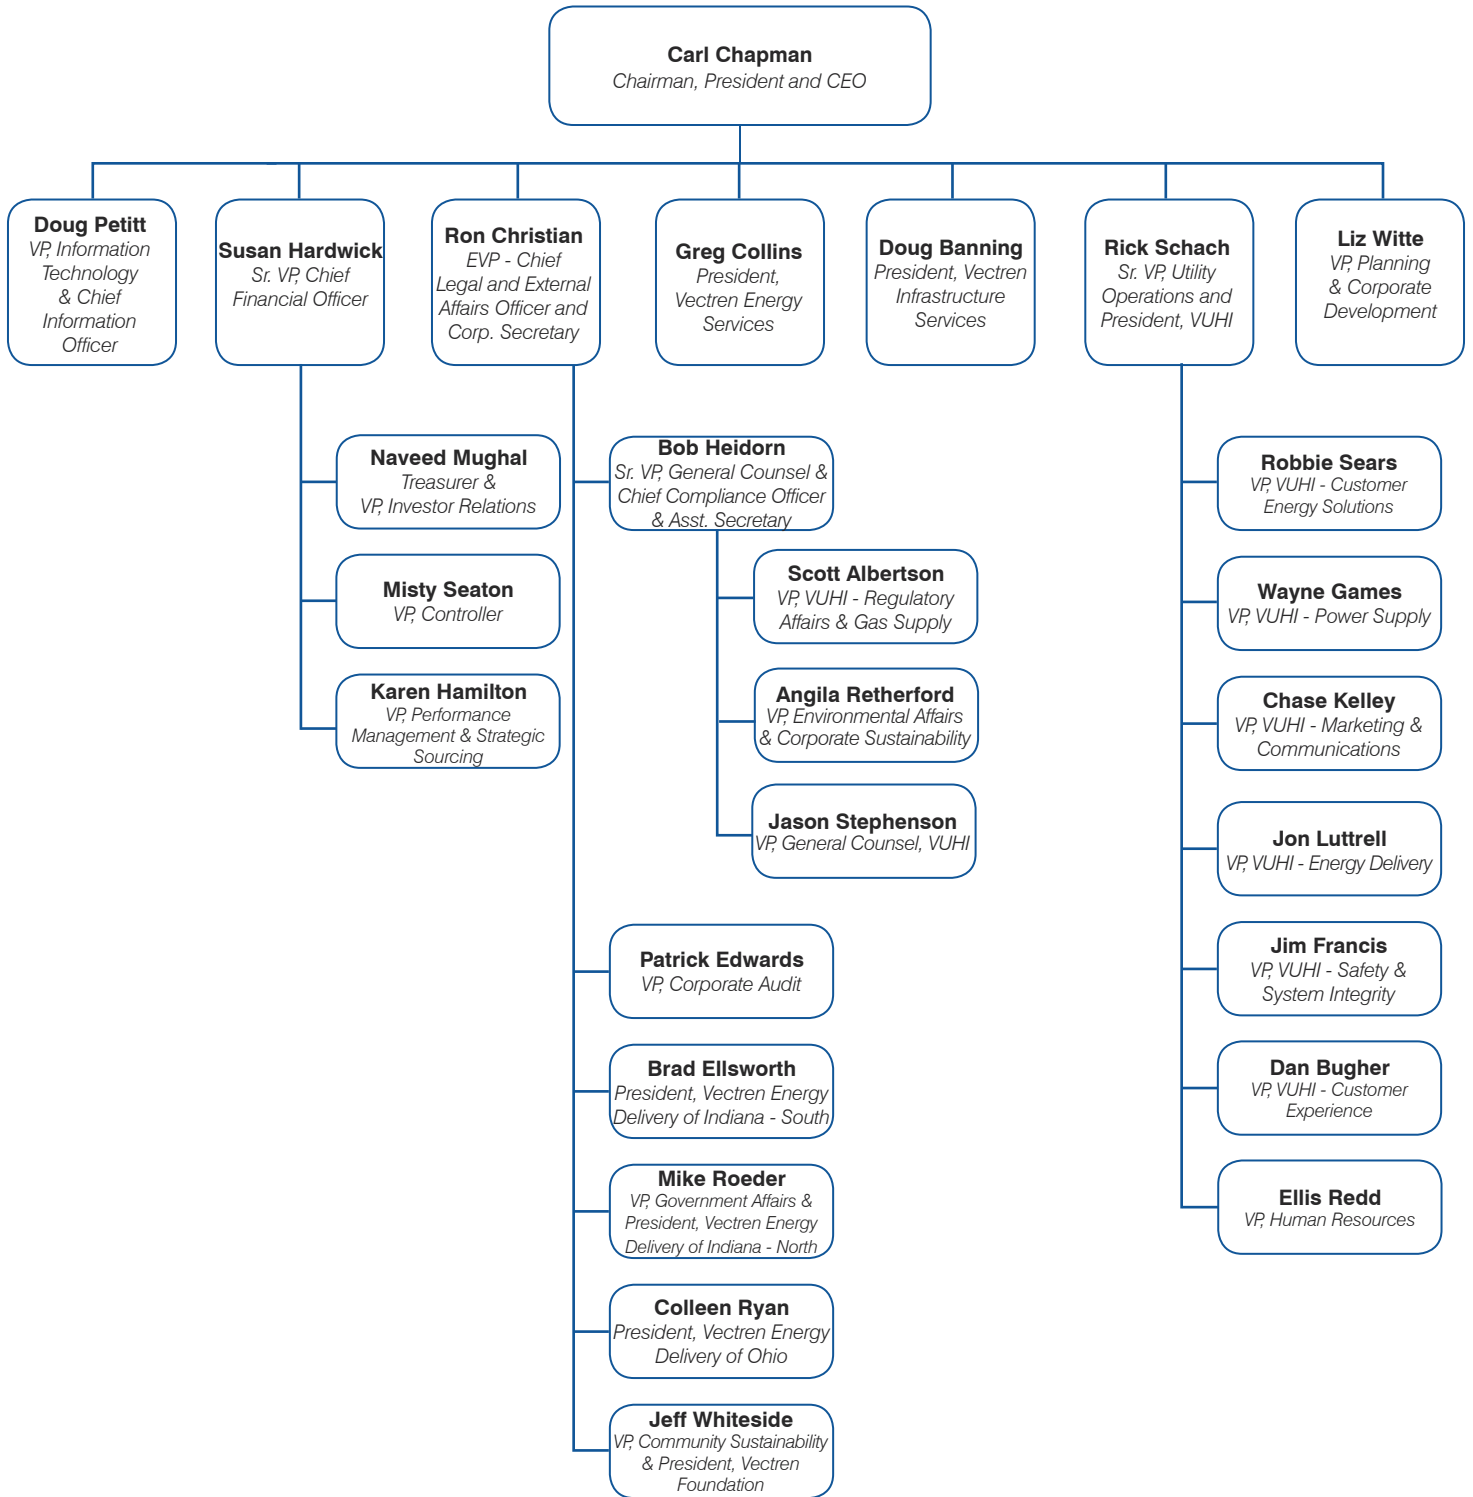 Carl Chapman
Chairman, President and CEO
Doug Petitt
VP, Information
Technology
& Chief
Information
Officer
Susan Hardwick
Sr. VP, Chief
Financial Officer
Ron Christian
EVP - Chief
Legal and External
Affairs Officer and
Corp. Secretary
Greg Collins
President,
Vectren Energy
Services
Doug Banning
President, Vectren
Infrastructure
Services
Rick Schach
Sr. VP, Utility
Operations and
President, VUHI
Liz Witte
VP, Planning
& Corporate
Development
Naveed Mughal
Treasurer &
VP, Investor Relations
Misty Seaton
VP, Controller
Karen Hamilton
VP, Performance
Management & Strategic
Sourcing
Bob Heidorn
Sr. VP, General Counsel &
Chief Compliance Officer
& Asst. Secretary
Scott Albertson
VP, VUHI - Regulatory
Affairs & Gas Supply
Angila Retherford
VP, Environmental Affairs
& Corporate Sustainability
Jason Stephenson
VP, General Counsel, VUHI
Patrick Edwards
VP, Corporate Audit
Brad Ellsworth
President, Vectren Energy
Delivery of Indiana - South
Mike Roeder
VP, Government Affairs &
President, Vectren Energy
Delivery of Indiana - North
Colleen Ryan
President, Vectren Energy
Delivery of Ohio
Jeff Whiteside
VP, Community Sustainability
& President, Vectren
Foundation
Robbie Sears
VP, VUHI - Customer
Energy Solutions
Wayne Games
VP, VUHI - Power Supply
Chase Kelley
VP, VUHI - Marketing &
Communications
Jon Luttrell
VP, VUHI - Energy Delivery
Jim Francis
VP, VUHI - Safety &
System Integrity
Dan Bugher
VP, VUHI - Customer
Experience
Ellis Redd
VP, Human Resources